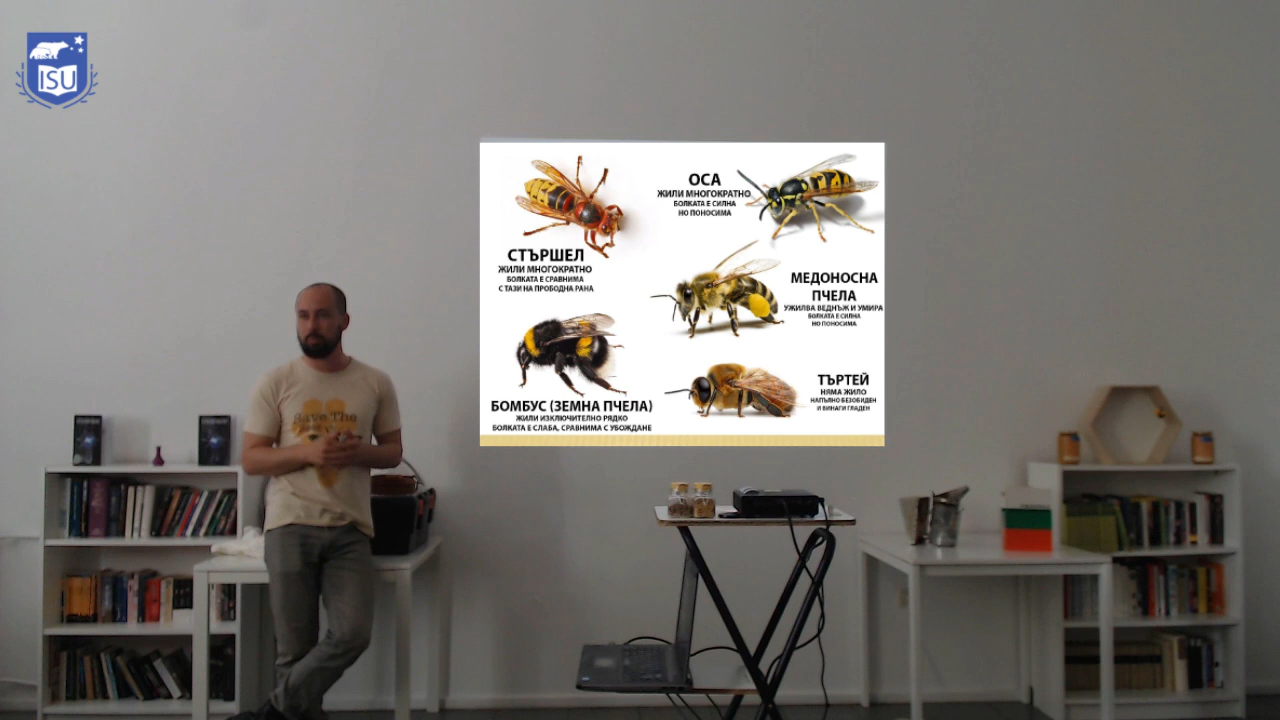 ISU
ОСА
ЖИЛИ МНОГОКРАТНО
БОЛКАТА Е СИЛНА
НО ПОНОСИМА
СТЪРШЕЛ
ЖИЛИ МНОГОКРАТНО
БОЛКАТА Е СРАВНИМА
С ТАЗИ НА ПРОБОДНА РАНА
МЕДОНОСНА
ПЧЕЛА
УЖИЛВА ВЕДНЪЖ И УМИРА
БОЛКАТА Е СИЛНА
НО ПОНОСИМА
БОМБУС (ЗЕМНА ПЧЕЛА)
ЖИЛИ ИЗКЛЮЧИТЕЛНО РЯДКО
БОЛКАТА Е СЛАБА, СРАВНИМА С УБОЖДАНЕ
ТЪРТЕЙ
НЯМА ЖИЛО
НАПЪЛНО БЕЗОБИДЕН
И ВИНАГИ ГЛАДЕН
Save The